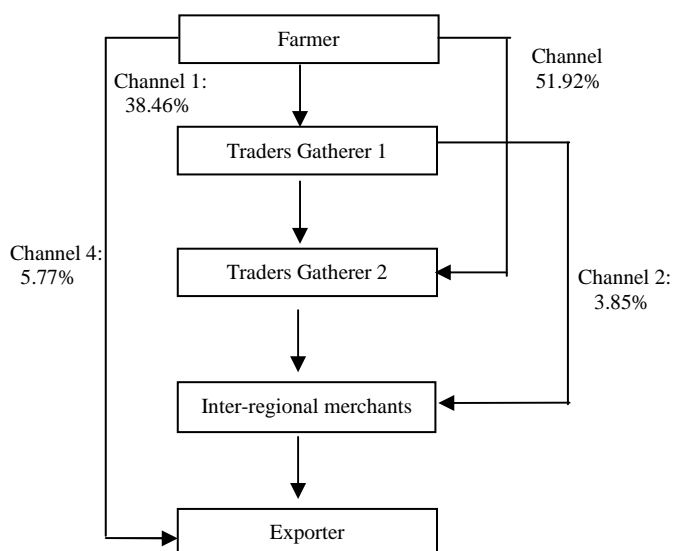 Farmer
Channel 1:
38.46%
Channel
51.92%
Traders Gatherer 1
Traders Gatherer 2
Channel 4:
5.77%
Channel 2:
3.85%
Inter-regional merchants
Exporter